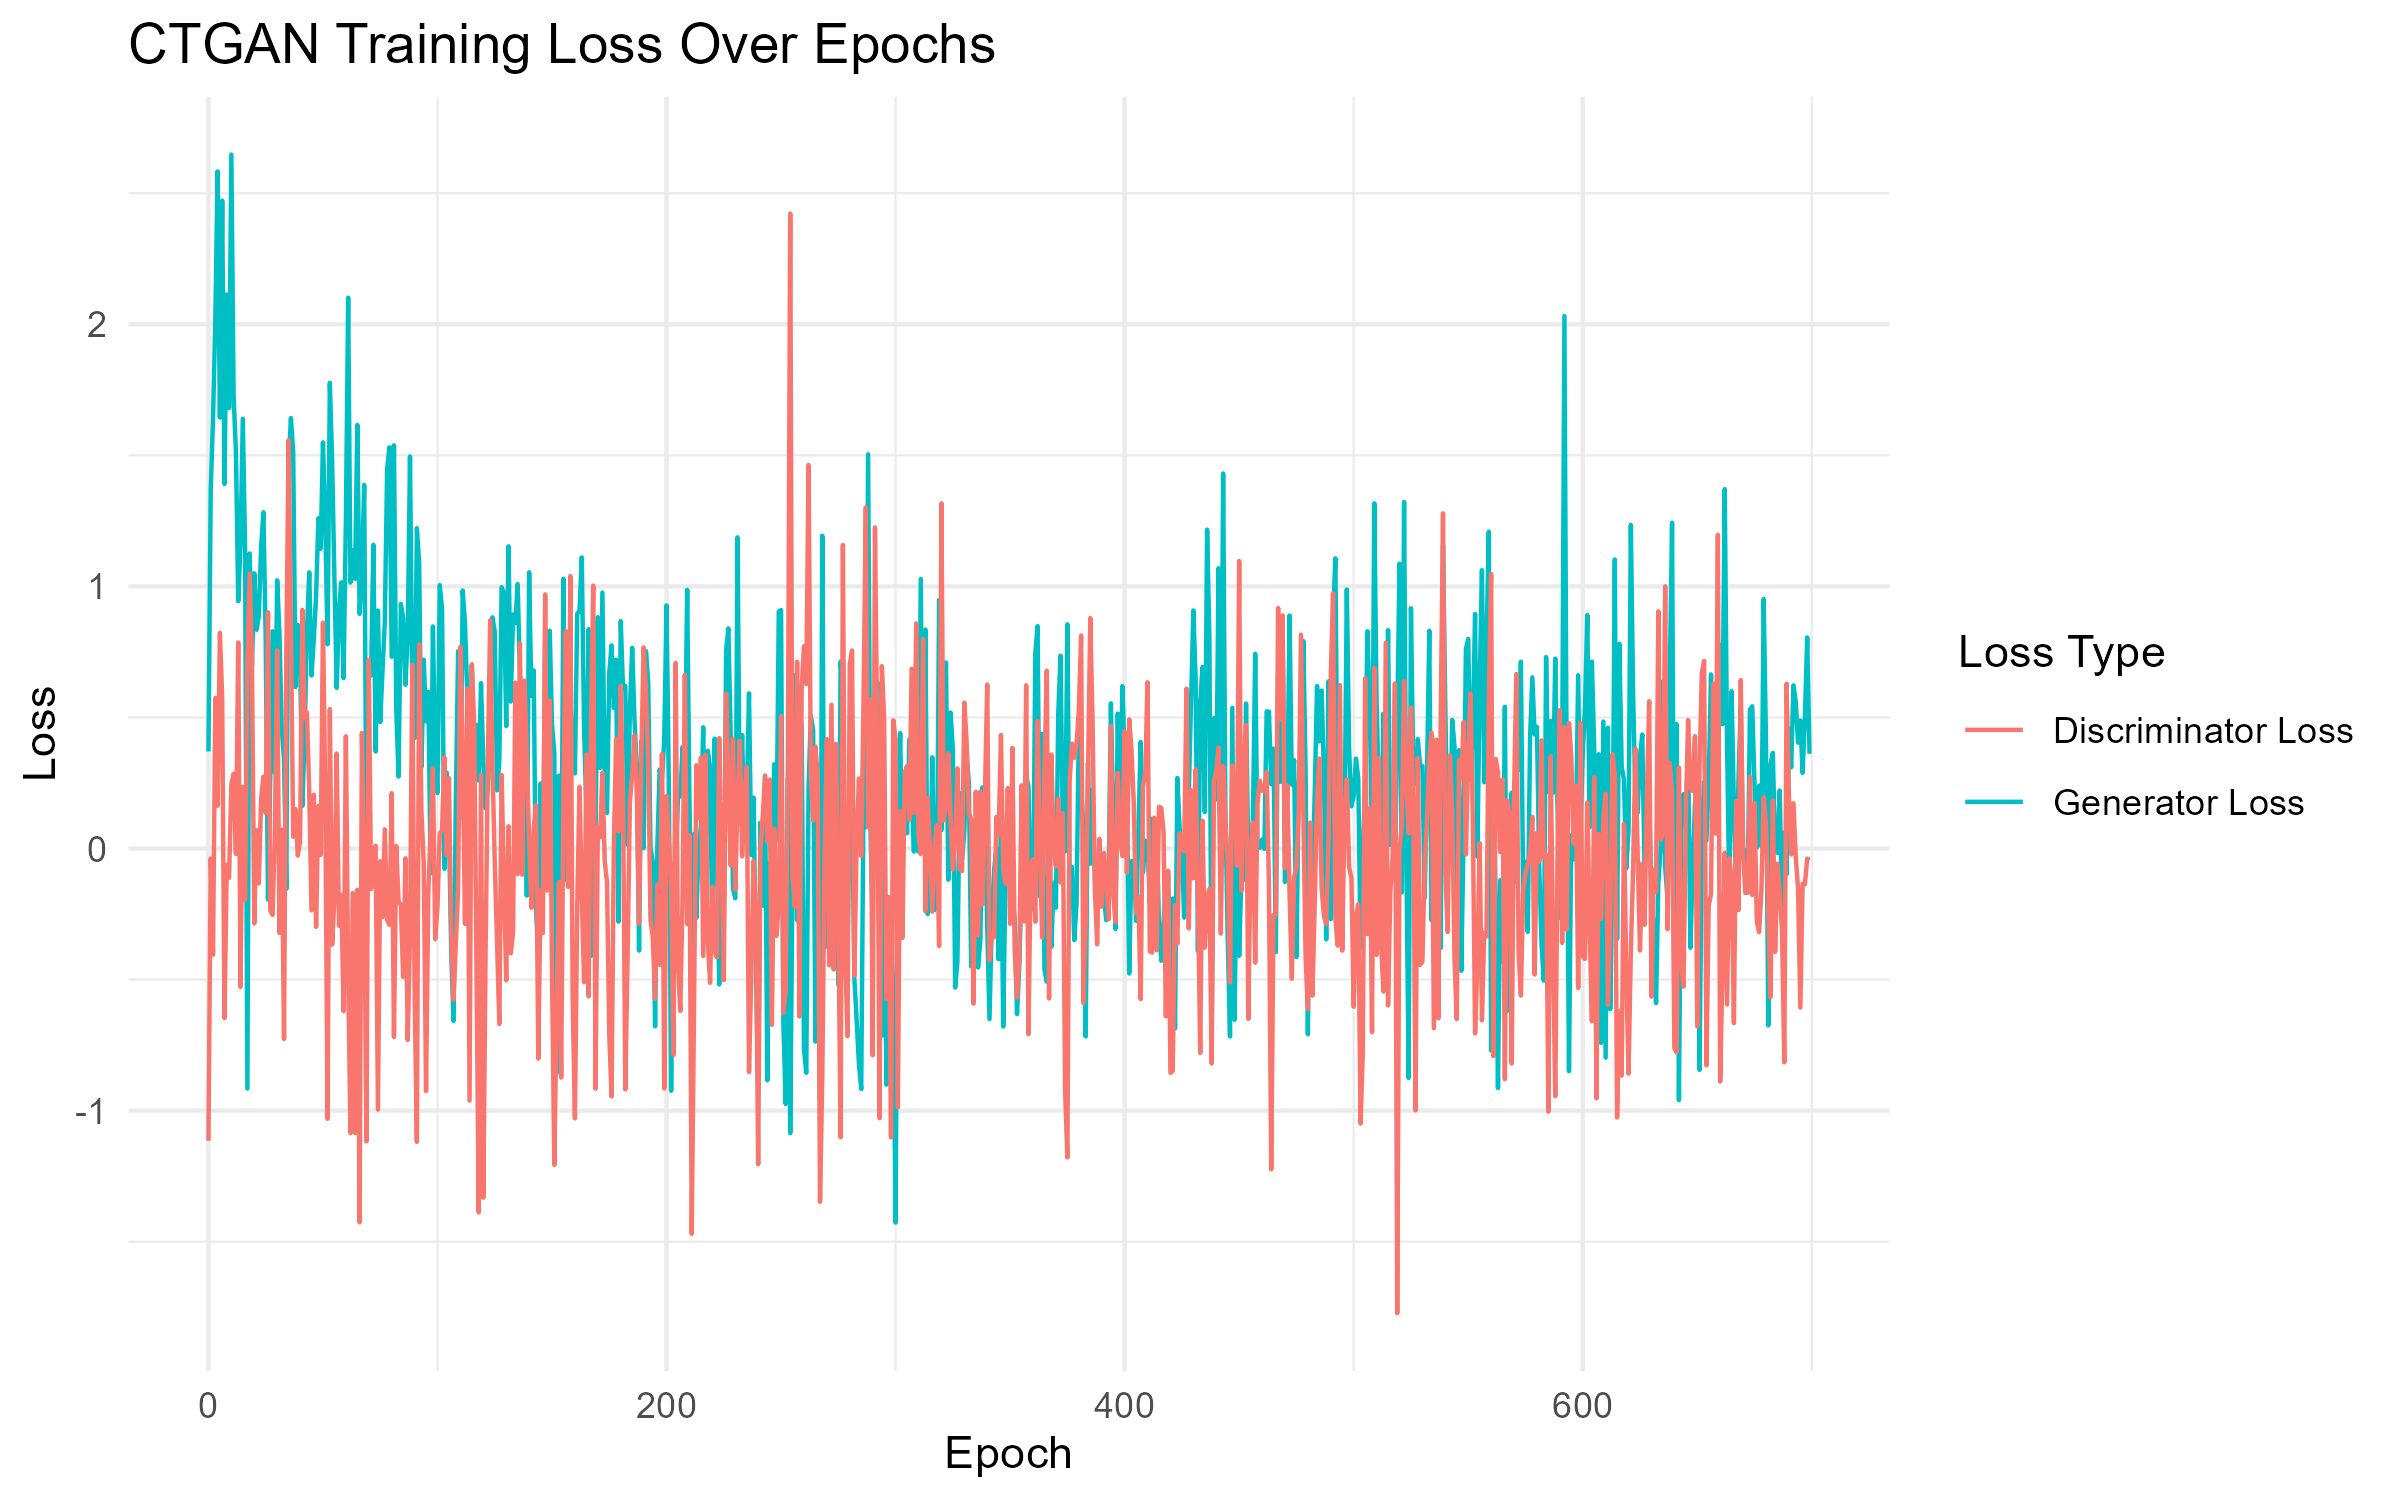 CTGAN Training Loss Over Epochs
Loss
2
1
0
-1
0 200 400 600
Epoch
Loss Type
Discriminator Loss
Generator Loss